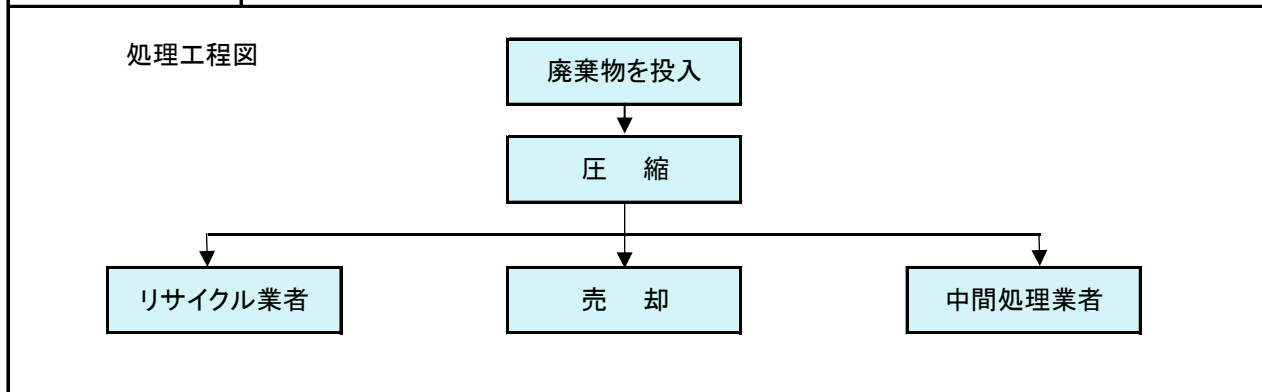 処理工程図
廃棄物を投入
圧 縮
リサイクル業者
売 却
中間処理業者